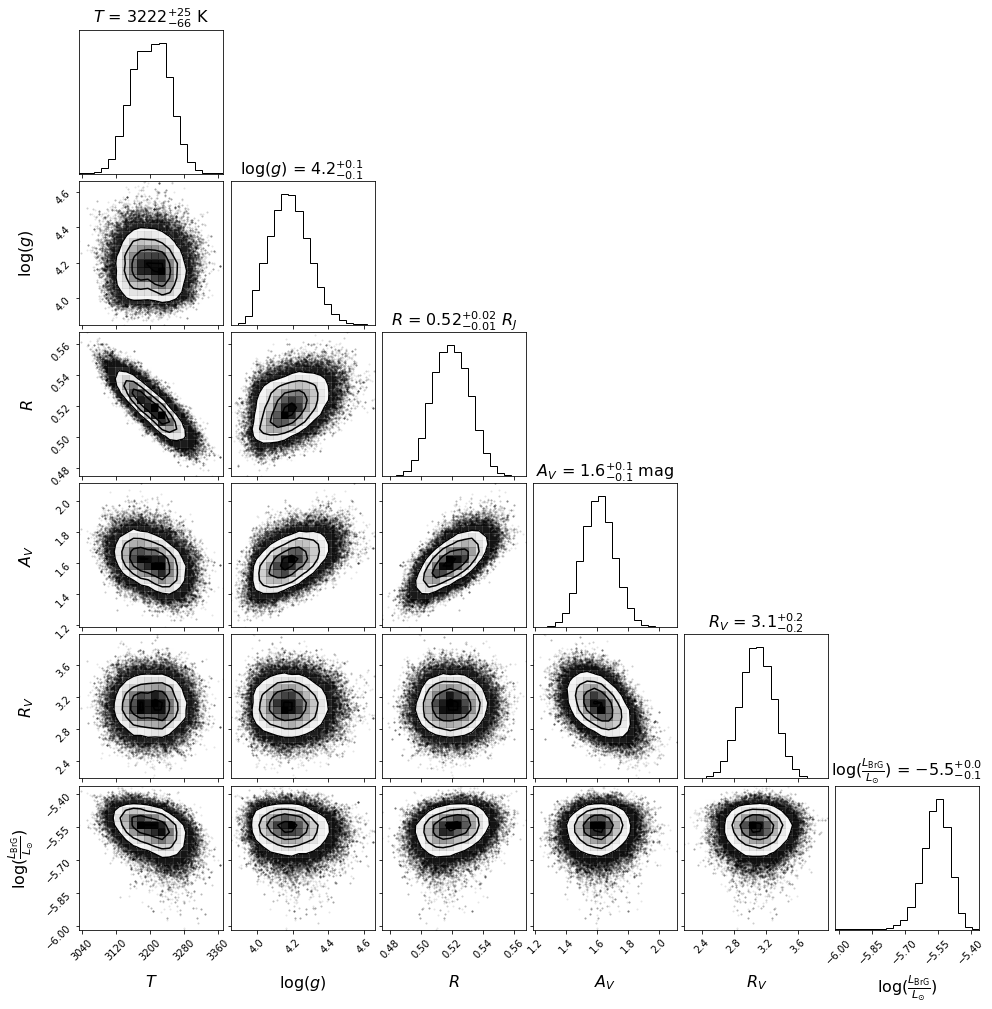 T = 3222⁺²⁵₋₆₆ K
log(g) = 4.2⁺⁰·¹₋₀.₁
4.6
4.4
4.2
4.0
log(g)
R = 0.52⁺⁰·⁰²₋₀.₀₁ R_J
0.56
0.54
0.52
0.50
0.48
R
A_V = 1.6⁺⁰·¹₋₀.₁ mag
2.0
1.8
1.6
1.4
1.2
A_V
R_V = 3.1⁺⁰·²₋₀.₂
3.6
3.2
2.8
2.4
R_V
log(L_BrG/L_⊙) = −5.5⁺⁰·⁰₋₀.₁
−5.40
−5.55
−5.70
−5.85
−6.00
log(L_BrG/L_⊙)
3040 3120 3200 3280 3360 4.0 4.2 4.4 4.6 0.48 0.50 0.52 0.54 0.56 1.2 1.4 1.6 1.8 2.0 2.4 2.8 3.2 3.6 −6.00 −5.85 −5.70 −5.55 −5.40
T log(g) R A_V R_V log(L_BrG/L_⊙)